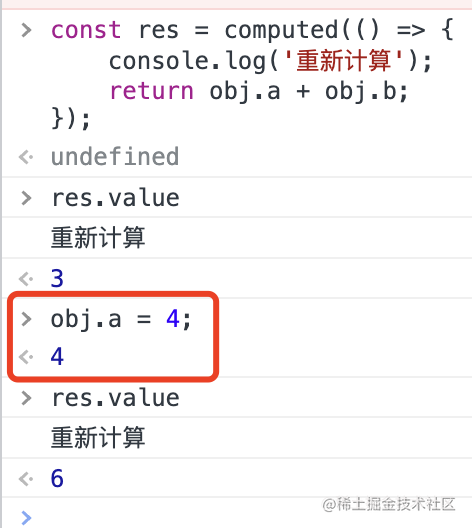 > const res = computed(() => {
    console.log('重新计算');
    return obj.a + obj.b;
});
<· undefined
> res.value
重新计算
<· 3
> obj.a = 4;
<· 4
> res.value
重新计算
<· 6
>
@稀土掘金技术社区